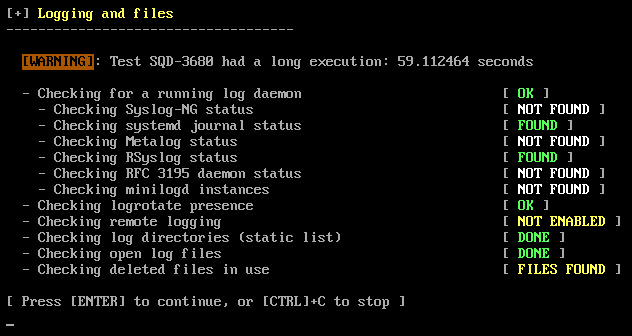 [+] Logging and files
------------------------------------
[WARNING]: Test SQD-3680 had a long execution: 59.112464 seconds
- Checking for a running log daemon [ OK ]
- Checking Syslog-NG status [ NOT FOUND ]
- Checking systemd journal status [ FOUND ]
- Checking Metalog status [ NOT FOUND ]
- Checking RSyslog status [ FOUND ]
- Checking RFC 3195 daemon status [ NOT FOUND ]
- Checking minilogd instances [ NOT FOUND ]
- Checking logrotate presence [ OK ]
- Checking remote logging [ NOT ENABLED ]
- Checking log directories (static list) [ DONE ]
- Checking open log files [ DONE ]
- Checking deleted files in use [ FILES FOUND ]
[ Press [ENTER] to continue, or [CTRL]+C to stop ]
_